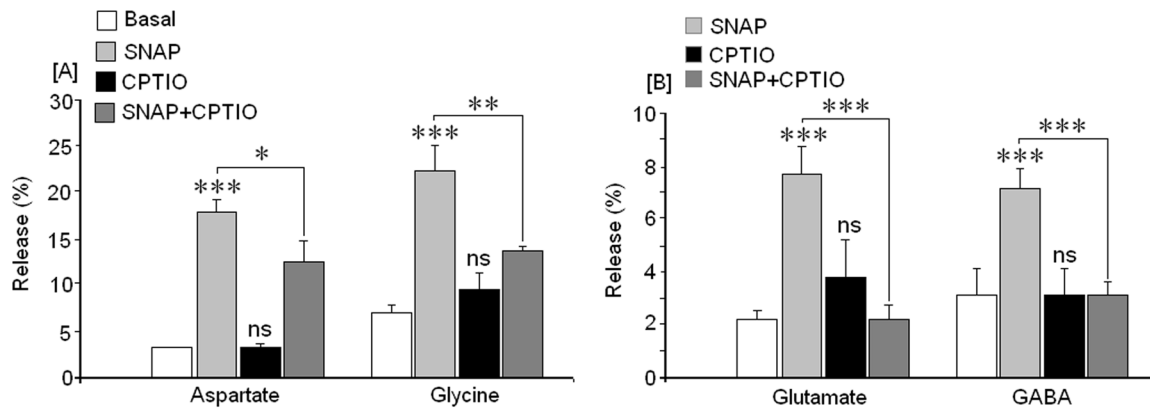 Basal
SNAP
CPTIO
SNAP+CPTIO
[A]
Release (%)
30
25
20
15
10
5
0
***
*
ns
***
**
ns
Aspartate
Glycine
SNAP
CPTIO
SNAP+CPTIO
[B]
Release (%)
10
8
6
4
2
0
***
***
ns
***
***
ns
Glutamate
GABA